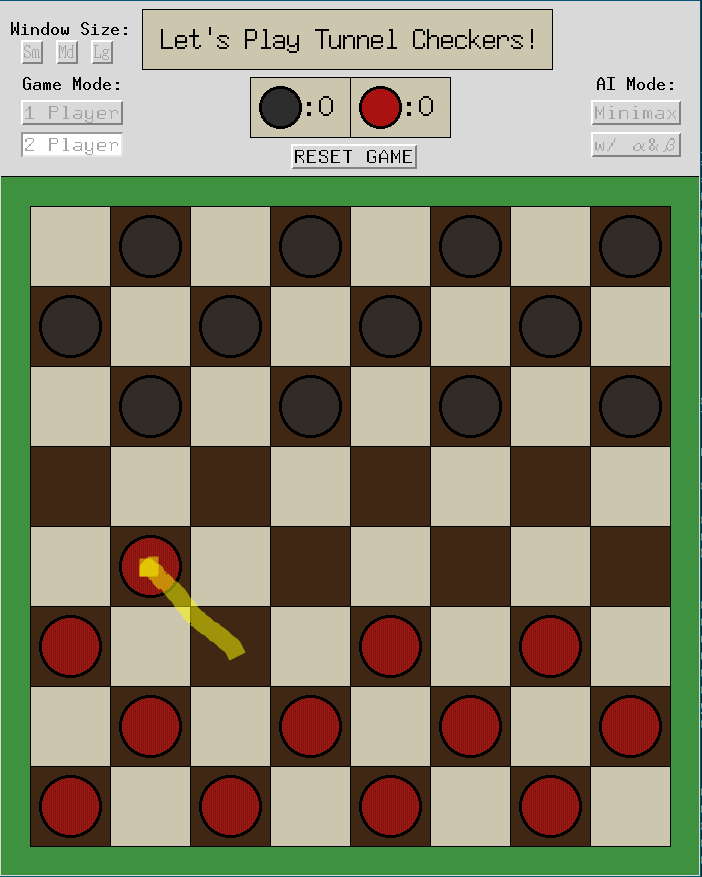 Window Size:
Sm Md Lg
Let's Play Tunnel Checkers!
Game Mode:
1 Player
2 Player
:0 :0
RESET GAME
AI Mode:
Minimax
w/ α&β